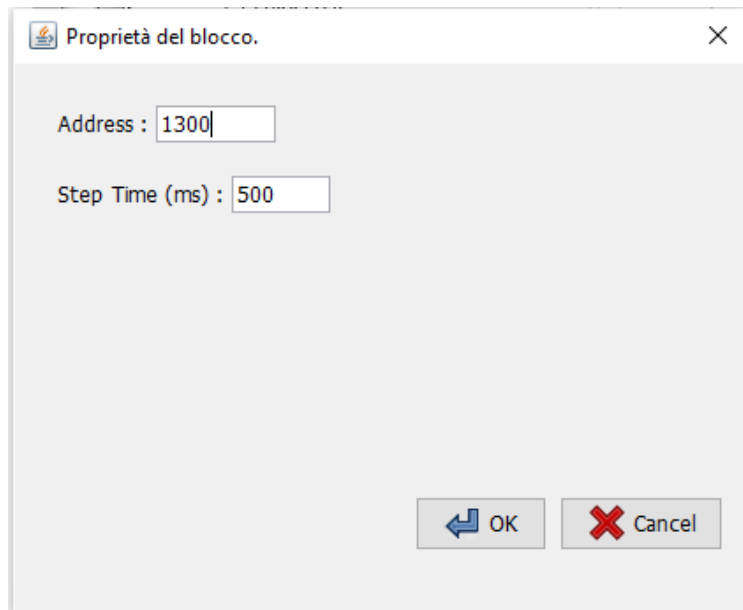 Proprietà del blocco.
Address : 1300
Step Time (ms) : 500
OK
Cancel